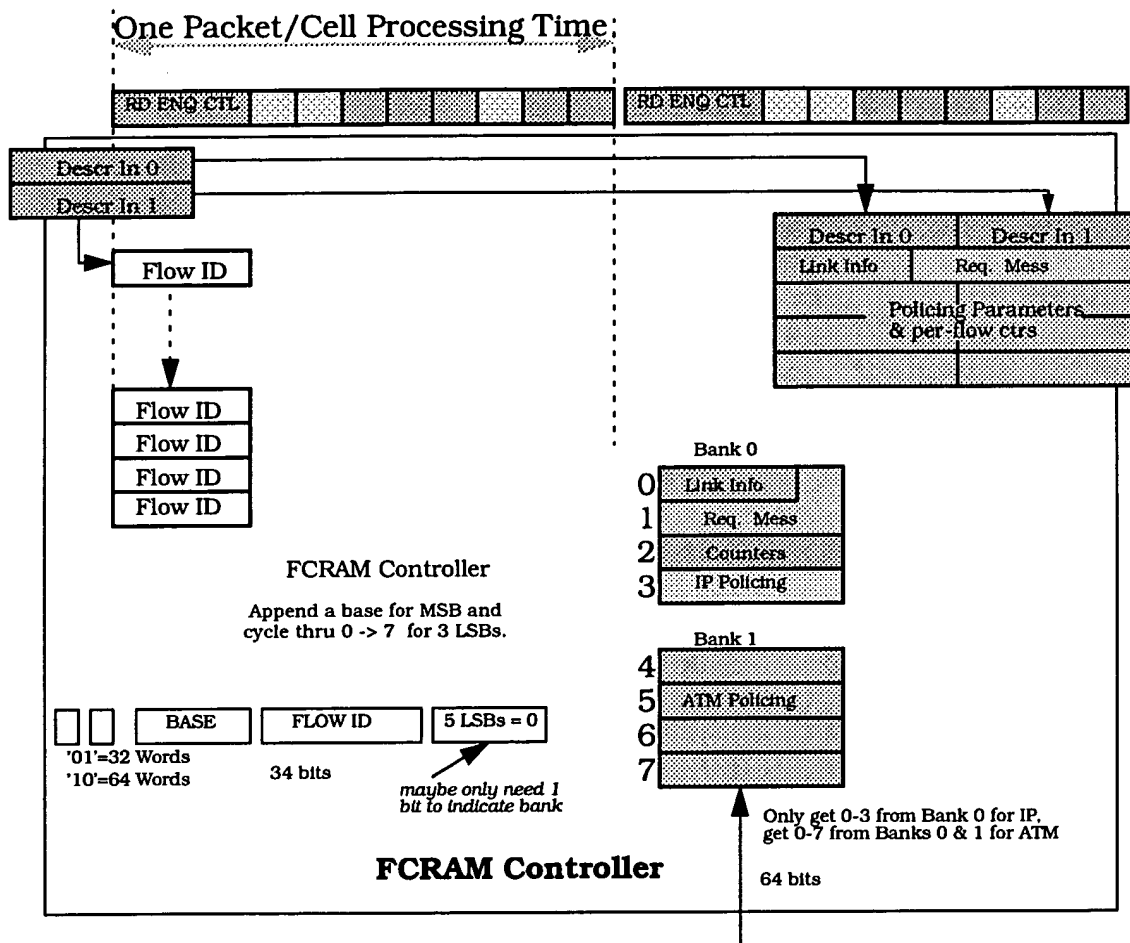 One Packet/Cell Processing Time
RD ENQ CTL
RD ENQ CTL
Descr In 0
Descr In 1
Flow ID
Descr In 0
Descr In 1
Link Info
Req. Mess
Policing Parameters
& per-flow ctrs
Flow ID
Flow ID
Flow ID
Flow ID
Bank 0
0
Link Info
1
Req. Mess
2
Counters
3
IP Policing
FCRAM Controller
Append a base for MSB and
cycle thru 0 -> 7 for 3 LSBs.
Bank 1
4
5
ATM Policing
6
7
BASE
FLOW ID
5 LSBs = 0
'01'=32 Words
'10'=64 Words
34 bits
maybe only need 1
bit to indicate bank
Only get 0-3 from Bank 0 for IP,
get 0-7 from Banks 0 & 1 for ATM
FCRAM Controller
64 bits